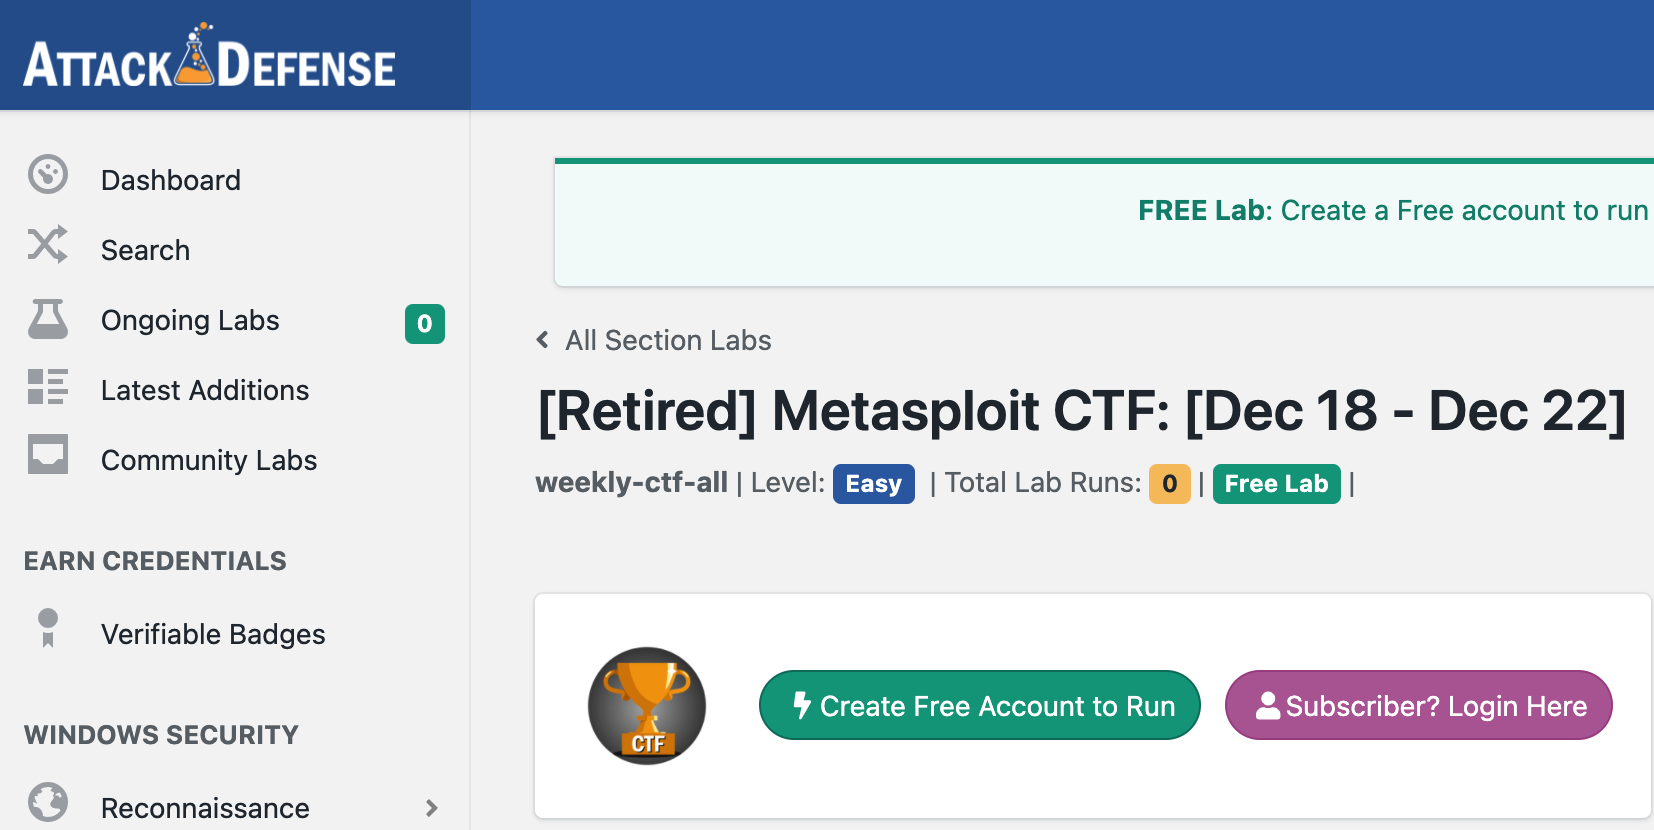 ATTACK DEFENSE
Dashboard
Search
Ongoing Labs 0
Latest Additions
Community Labs
EARN CREDENTIALS
Verifiable Badges
WINDOWS SECURITY
Reconnaissance
FREE Lab: Create a Free account to run
All Section Labs
[Retired] Metasploit CTF: [Dec 18 - Dec 22]
weekly-ctf-all | Level: Easy | Total Lab Runs: 0 | Free Lab |
CTF
Create Free Account to Run
Subscriber? Login Here